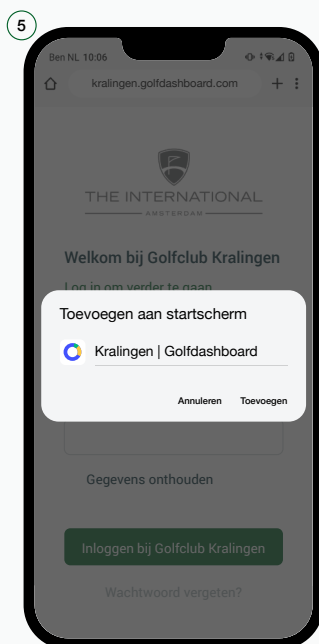 5
Ben NL 10:06
kralingen.golfdashboard.com
THE INTERNATIONAL
AMSTERDAM
Welkom bij Golfclub Kralingen
Log in om verder te gaan
Toevoegen aan startscherm
Kralingen | Golfdashboard
Annuleren Toevoegen
Gegevens onthouden
Inloggen bij Golfclub Kralingen
Wachtwoord vergeten?